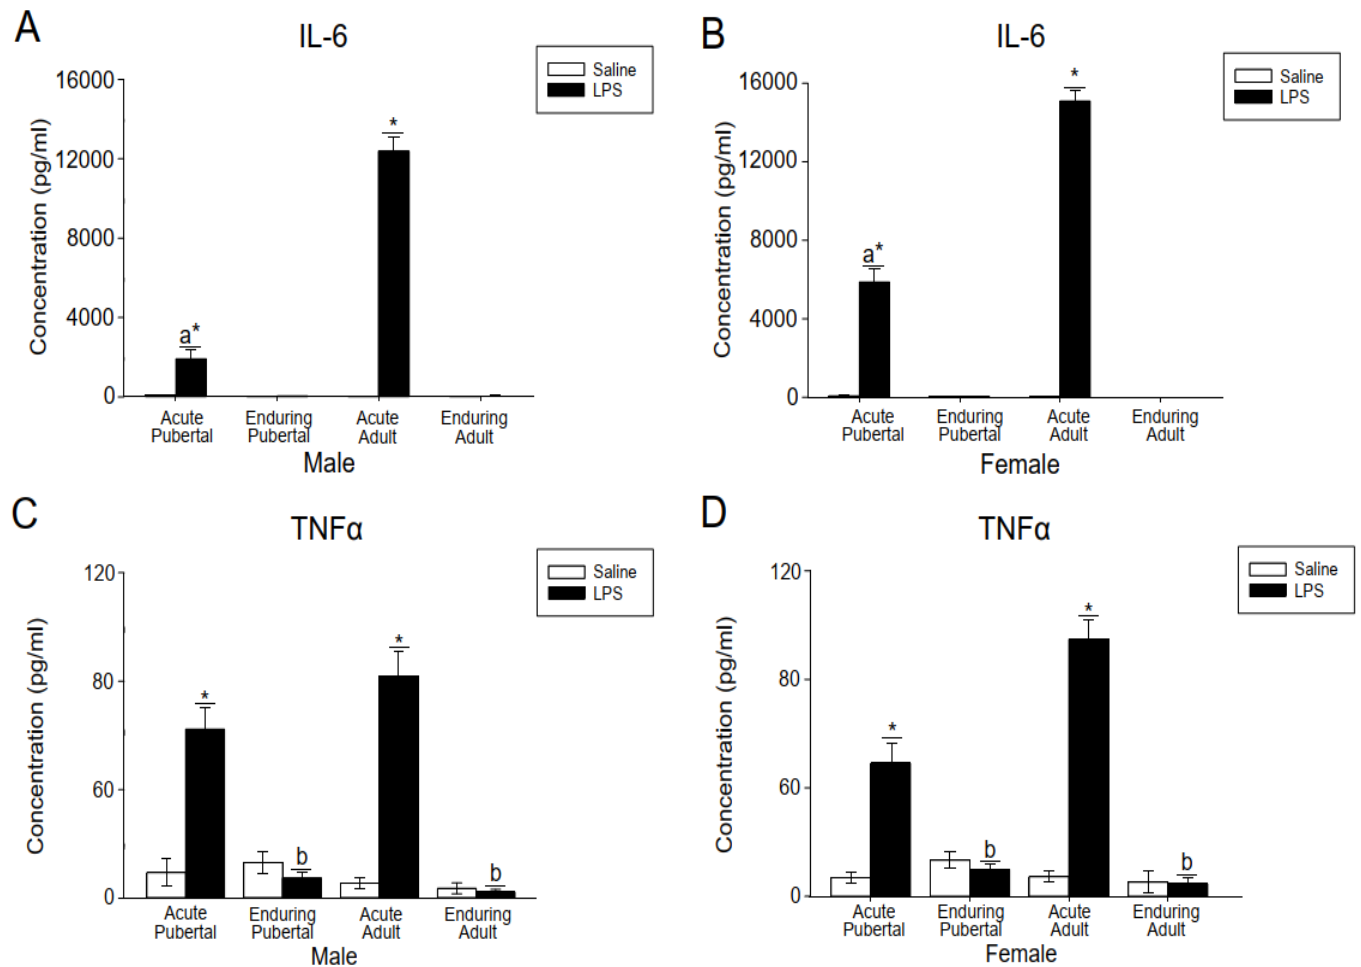 A
IL-6
Saline
LPS
16000
12000
8000
4000
0
Concentration (pg/ml)
a*
*
Acute Pubertal
Enduring Pubertal
Acute Adult
Enduring Adult
Male
B
IL-6
Saline
LPS
16000
12000
8000
4000
0
Concentration (pg/ml)
a*
*
Acute Pubertal
Enduring Pubertal
Acute Adult
Enduring Adult
Female
C
TNFα
Saline
LPS
120
80
60
0
Concentration (pg/ml)
*
b
*
b
Acute Pubertal
Enduring Pubertal
Acute Adult
Enduring Adult
Male
D
TNFα
Saline
LPS
120
80
60
0
Concentration (pg/ml)
*
b
*
b
Acute Pubertal
Enduring Pubertal
Acute Adult
Enduring Adult
Female